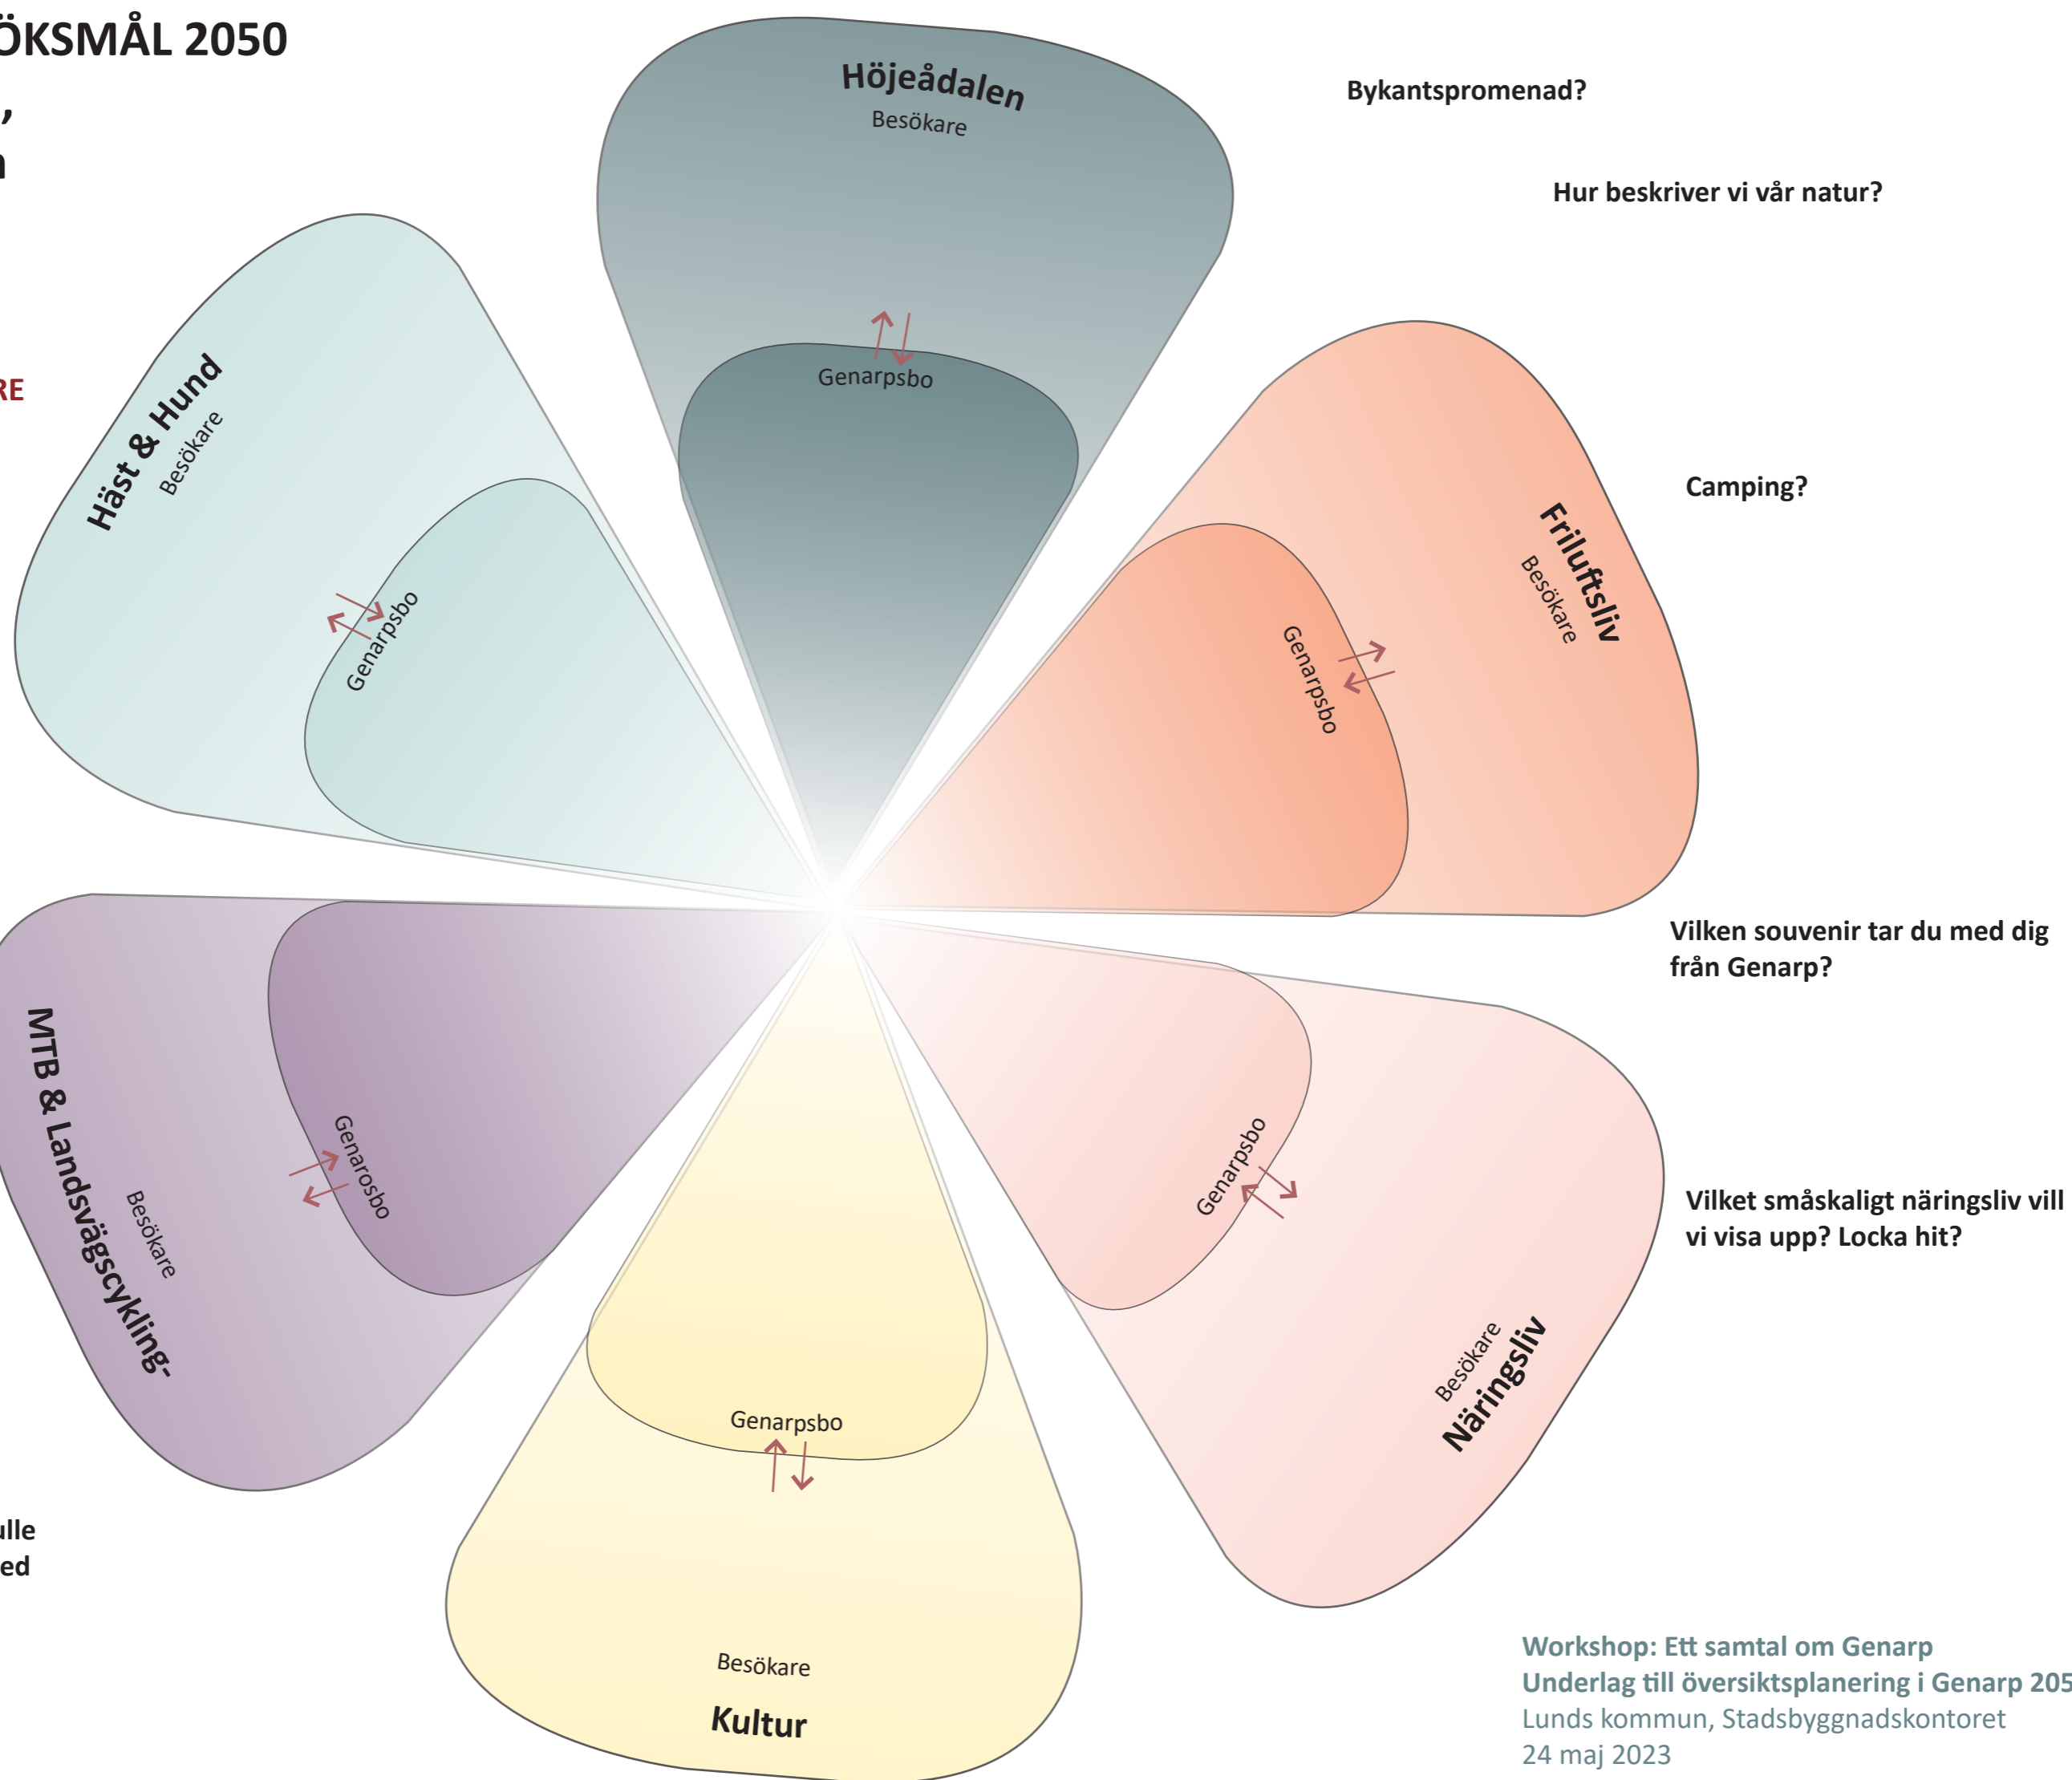 ÖKSMÅL 2050
,
RE
Höjeådalen
Besökare
Genarpsbo
Bykantspromenad?
Hur beskriver vi vår natur?
Häst & Hund
Besökare
Genarpsbo
Friluftsliv
Besökare
Genarpsbo
Camping?
Vilken souvenir tar du med dig
från Genarp?
MTB & Landsvägscykling-
Besökare
Genarosbo
Genarpsbo
Besökare
Näringsliv
Vilket småskaligt näringsliv vill
vi visa upp? Locka hit?
Genarpsbo
Besökare
Kultur
ulle
ed
Workshop: Ett samtal om Genarp
Underlag till översiktsplanering i Genarp 205
Lunds kommun, Stadsbyggnadskontoret
24 maj 2023